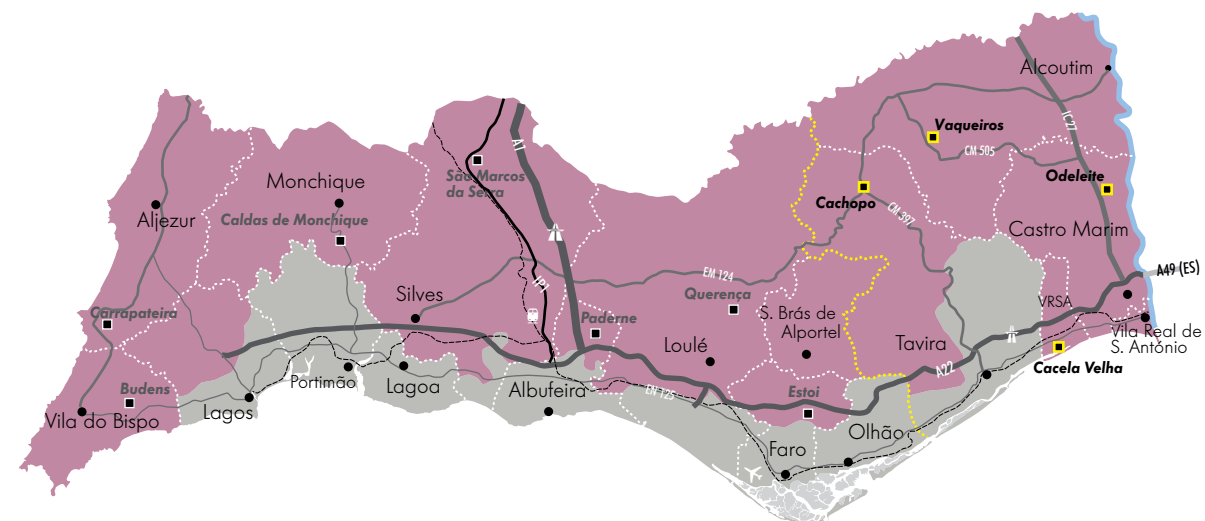 Alcoutim
IC27
Vaqueiros
CM 505
A1
São Marcos
da Serra
Monchique
Odeleite
Caldas de Monchique
Cachopo
Aljezur
CM 397
Castro Marim
A49 (ES)
EM 124
IP1
Silves
Querença
VRSA
Carrapateira
Paderne
S. Brás de
Alportel
Vila Real de
S. António
Loulé
Tavira
Cacela Velha
A22
Portimão
Lagoa
Albufeira
Budens
EN 125
Estoi
Lagos
Vila do Bispo
Olhão
Faro